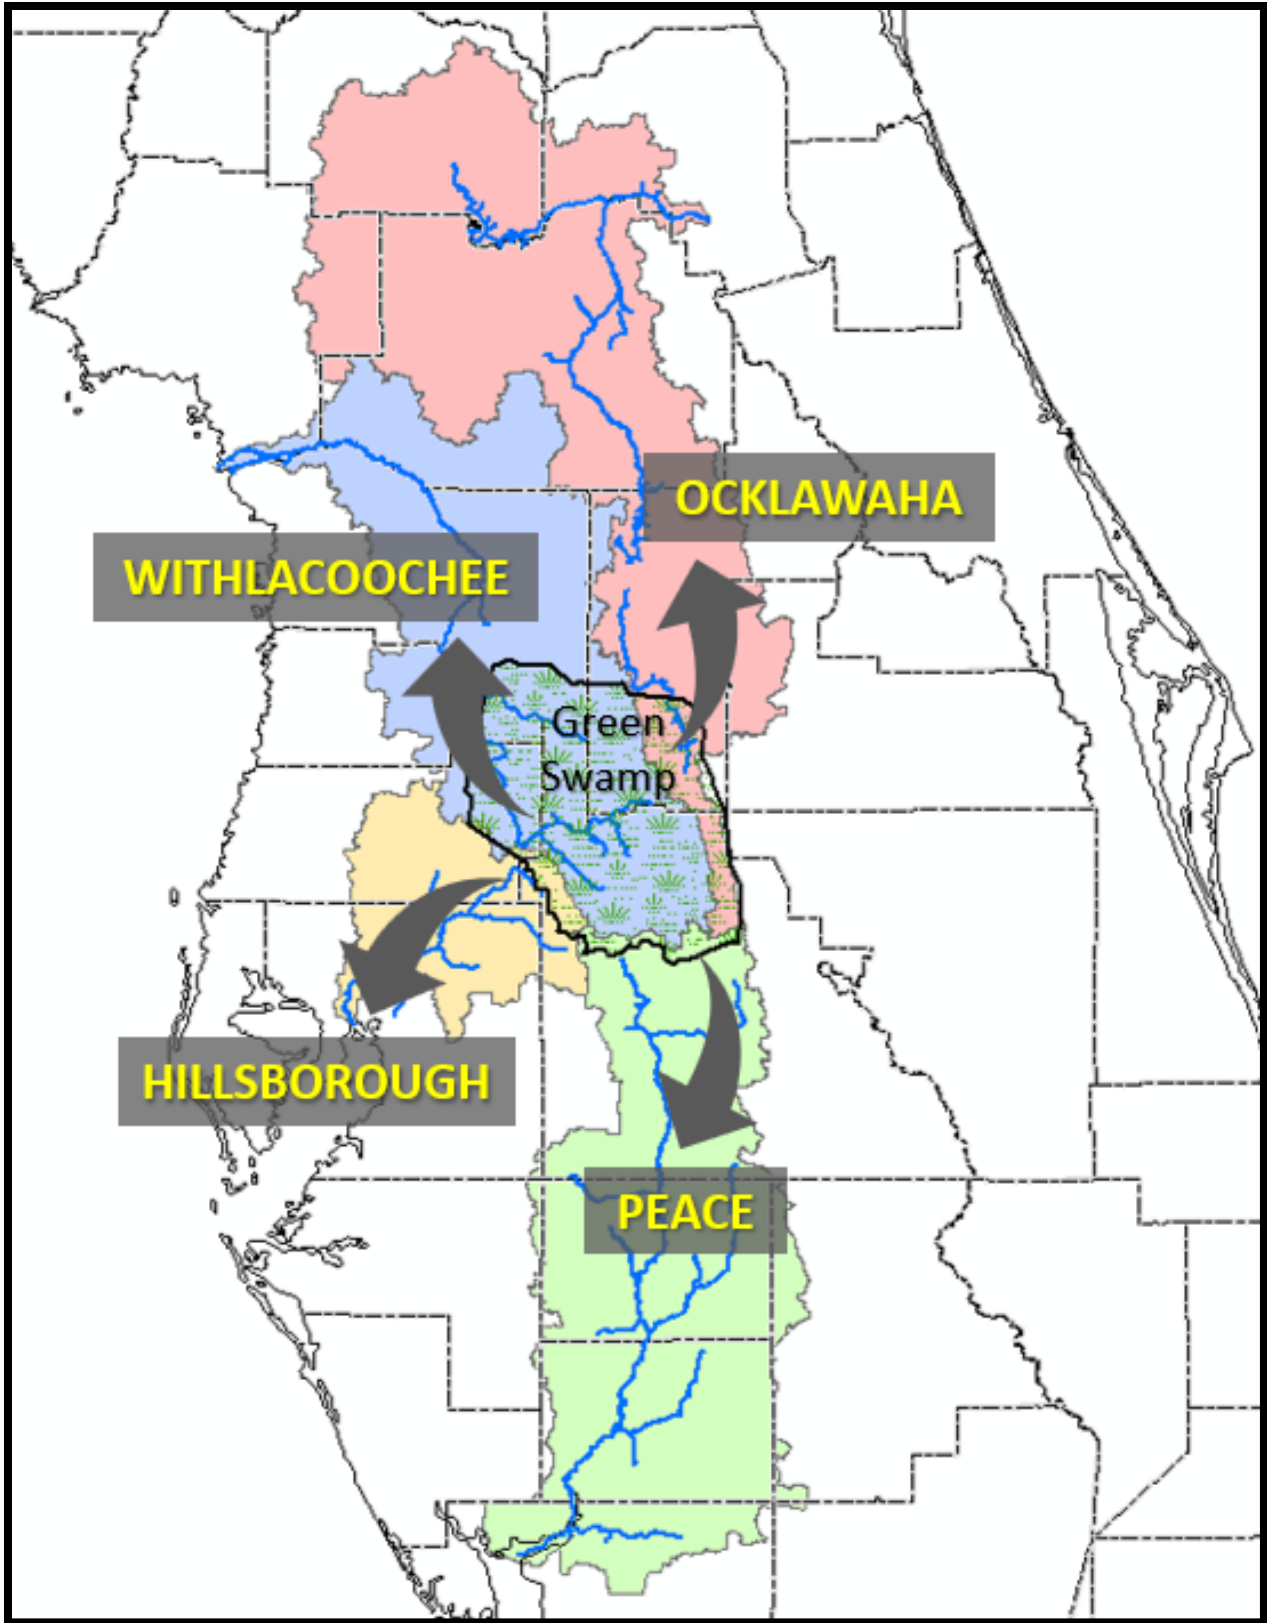 OCKLAWAHA
WITHLACOOCHEE
Green
Swamp
HILLSBOROUGH
PEACE